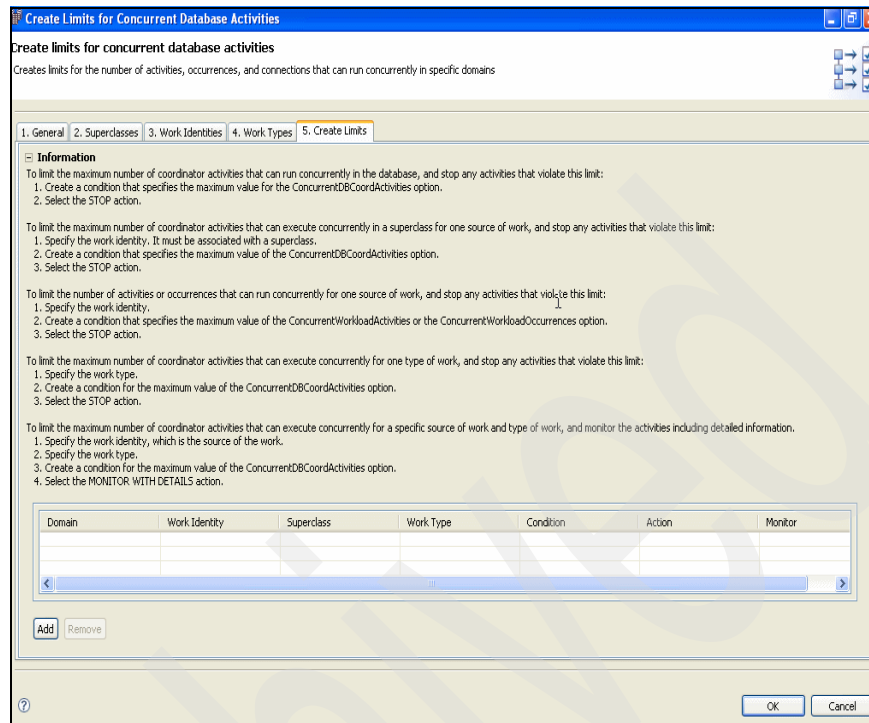 Create Limits for Concurrent Database Activities
Create limits for concurrent database activities
Creates limits for the number of activities, occurrences, and connections that can run concurrently in specific domains
1. General 2. Superclasses 3. Work Identities 4. Work Types 5. Create Limits
Information
To limit the maximum number of coordinator activities that can run concurrently in the database, and stop any activities that violate this limit:
1. Create a condition that specifies the maximum value for the ConcurrentDBCoordActivities option.
2. Select the STOP action.
To limit the maximum number of coordinator activities that can execute concurrently in a superclass for one source of work, and stop any activities that violate this limit:
1. Specify the work identity. It must be associated with a superclass.
2. Create a condition that specifies the maximum value of the ConcurrentDBCoordActivities option.
3. Select the STOP action.
To limit the number of activities or occurrences that can run concurrently for one source of work, and stop any activities that violate this limit:
1. Specify the work identity.
2. Create a condition that specifies the maximum value of the ConcurrentWorkloadActivities or the ConcurrentWorkloadOccurrences option.
3. Select the STOP action.
To limit the maximum number of coordinator activities that can execute concurrently for one type of work, and stop any activities that violate this limit:
1. Specify the work type.
2. Create a condition for the maximum value of the ConcurrentDBCoordActivities option.
3. Select the STOP action.
To limit the maximum number of coordinator activities that can execute concurrently for a specific source of work and type of work, and monitor the activities including detailed information.
1. Specify the work identity, which is the source of the work.
2. Specify the work type.
3. Create a condition for the maximum value of the ConcurrentDBCoordActivities option.
4. Select the MONITOR WITH DETAILS action.
Domain Work Identity Superclass Work Type Condition Action Monitor
Add Remove
OK Cancel